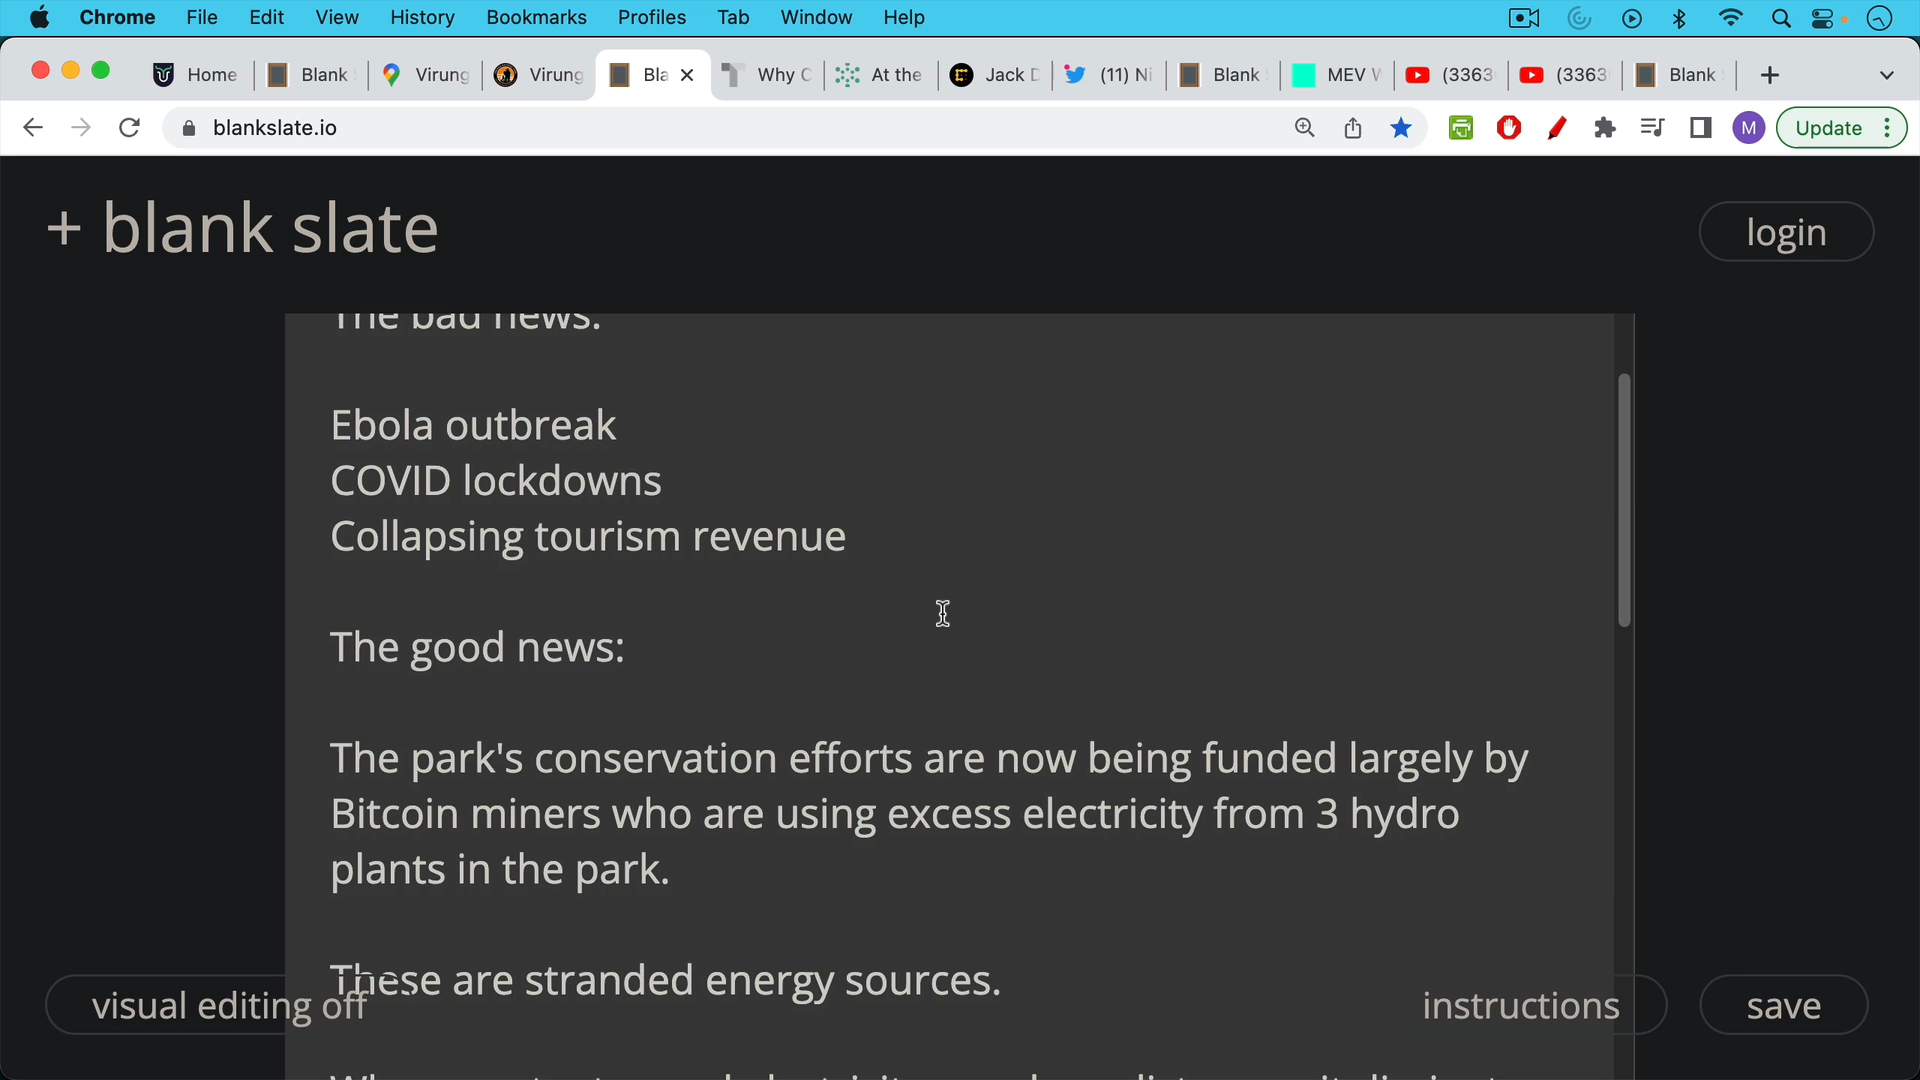 Chrome File Edit View History Bookmarks Profiles Tab Window Help
Home Blank Virung Virung Bla Why C At the Jack D (11) Ni Blank MEV W (3363 (3363 Blank
blankslate.io M Update
+ blank slate login
The bad news:
Ebola outbreak
COVID lockdowns
Collapsing tourism revenue
The good news:
The park's conservation efforts are now being funded largely by
Bitcoin miners who are using excess electricity from 3 hydro
plants in the park.
These are stranded energy sources.
visual editing off instructions save